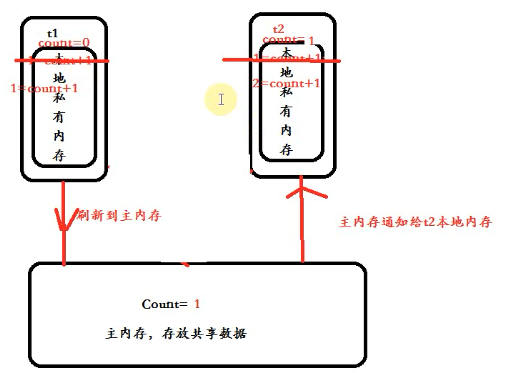 t1
count=0
1=count+1
1=count+1
本地私有内存
t2
count=1
1=count+1
2=count+1
本地私有内存
刷新到主内存
主内存通知给t2本地内存
Count= 1
主内存，存放共享数据